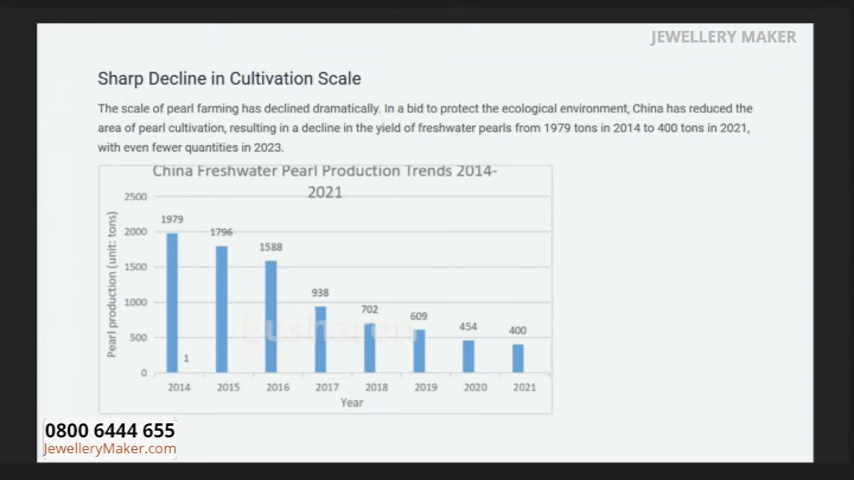 JEWELLERY MAKER
Sharp Decline in Cultivation Scale
The scale of pearl farming has declined dramatically. In a bid to protect the ecological environment, China has reduced the
area of pearl cultivation, resulting in a decline in the yield of freshwater pearls from 1979 tons in 2014 to 400 tons in 2021,
with even fewer quantities in 2023.
China Freshwater Pearl Production Trends 2014-
2021
Pearl production (unit: tons)
2500
2000
1500
1000
500
0
1979
1
1796
1588
938
702
609
454
400
2014 2015 2016 2017 2018 2019 2020 2021
Year
0800 6444 655
JewelleryMaker.com